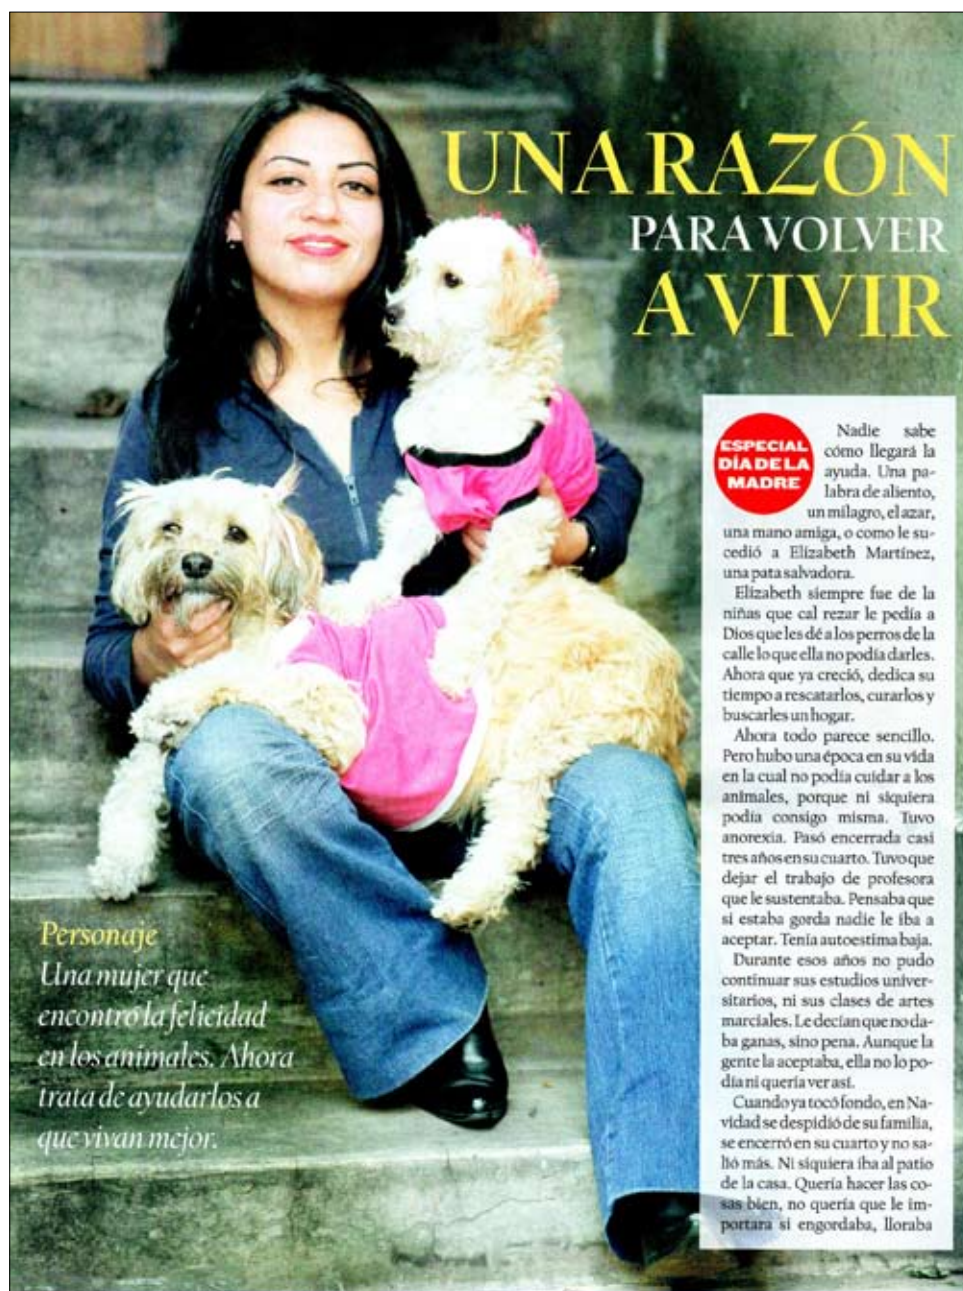 UNA RAZÓN
PARA VOLVER
A VIVIR
ESPECIAL
DÍA DE LA
MADRE
Nadie sabe
cómo llegará la
ayuda. Una pa-
labra de aliento,
un milagro, el azar,
una mano amiga, o como le su-
cedió a Elizabeth Martínez,
una pata salvadora.
Elizabeth siempre fue de la
niñas que cal rezar le pedía a
Dios que les dé a los perros de la
calle lo que ella no podía darles.
Ahora que ya creció, dedica su
tiempo a rescatarlos, curarlos y
buscarles un hogar.
Ahora todo parece sencillo.
Pero hubo una época en su vida
en la cual no podía cuidar a los
animales, porque ni siquiera
podía consigo misma. Tuvo
anorexia. Pasó encerrada casi
tres años en su cuarto. Tuvo que
dejar el trabajo de profesora
que le sustentaba. Pensaba que
si estaba gorda nadie le iba a
aceptar. Tenía autoestima baja.
Durante esos años no pudo
continuar sus estudios univer-
sitarios, ni sus clases de artes
marciales. Le decían que no da-
ba ganas, sino pena. Aunque la
gente la aceptaba, ella no lo po-
día ni quería ver así.
Cuando ya tocó fondo, en Na-
vidad se despidió de su familia,
se encerró en su cuarto y no sa-
lió más. Ni siquiera iba al patio
de la casa. Quería hacer las co-
sas bien, no quería que le im-
portara si engordaba, lloraba
Personaje
Una mujer que
encontró la felicidad
en los animales. Ahora
trata de ayudarlos a
que vivan mejor.